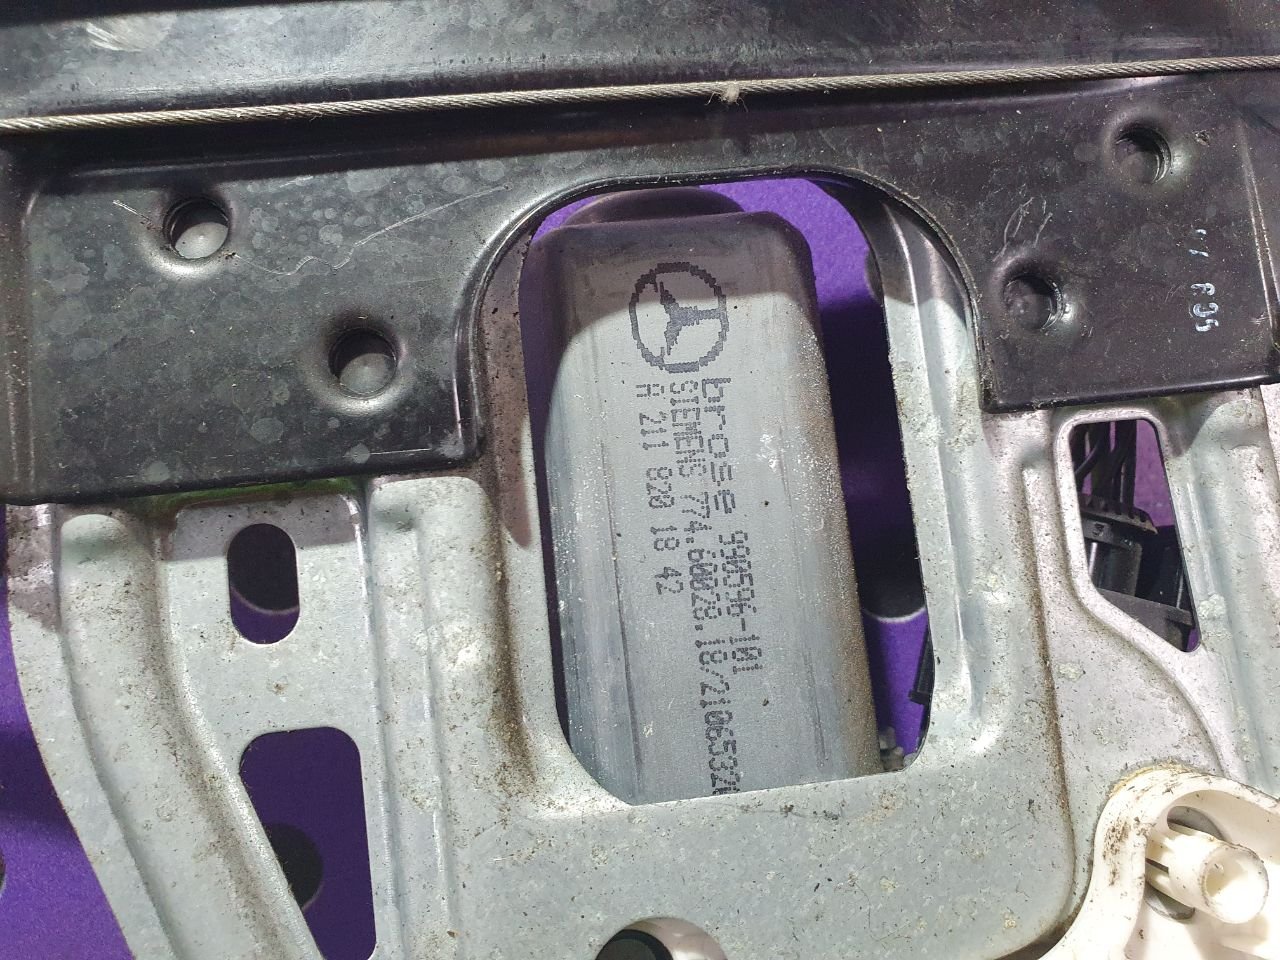 brose 990596-101
SIEMENS 774.60028.18/2106532
A 211 820 18 42